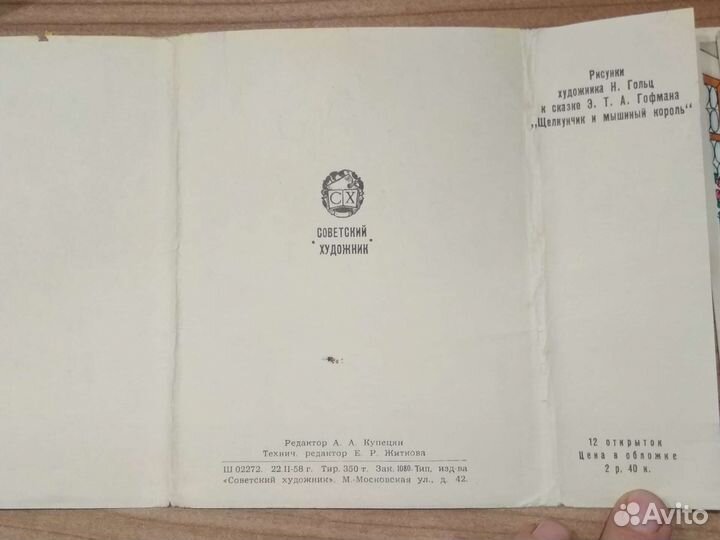 Рисунки
художника Н. Гольц
к сказке Э. Т. А. Гофмана
„Щелкунчик и мышиный король“
СХ
СОВЕТСКИЙ
ХУДОЖНИК
Редактор А. А. Купецян
Технич. редактор Е. Р. Житкова
Ш 02272. 22.II-58 г. Тир. 350 т. Зак. 1080. Тип. изд-ва
«Советский художник». М.-Московская ул., д. 42.
12 открыток
Цена в обложке
2 р. 40 к.
Avito